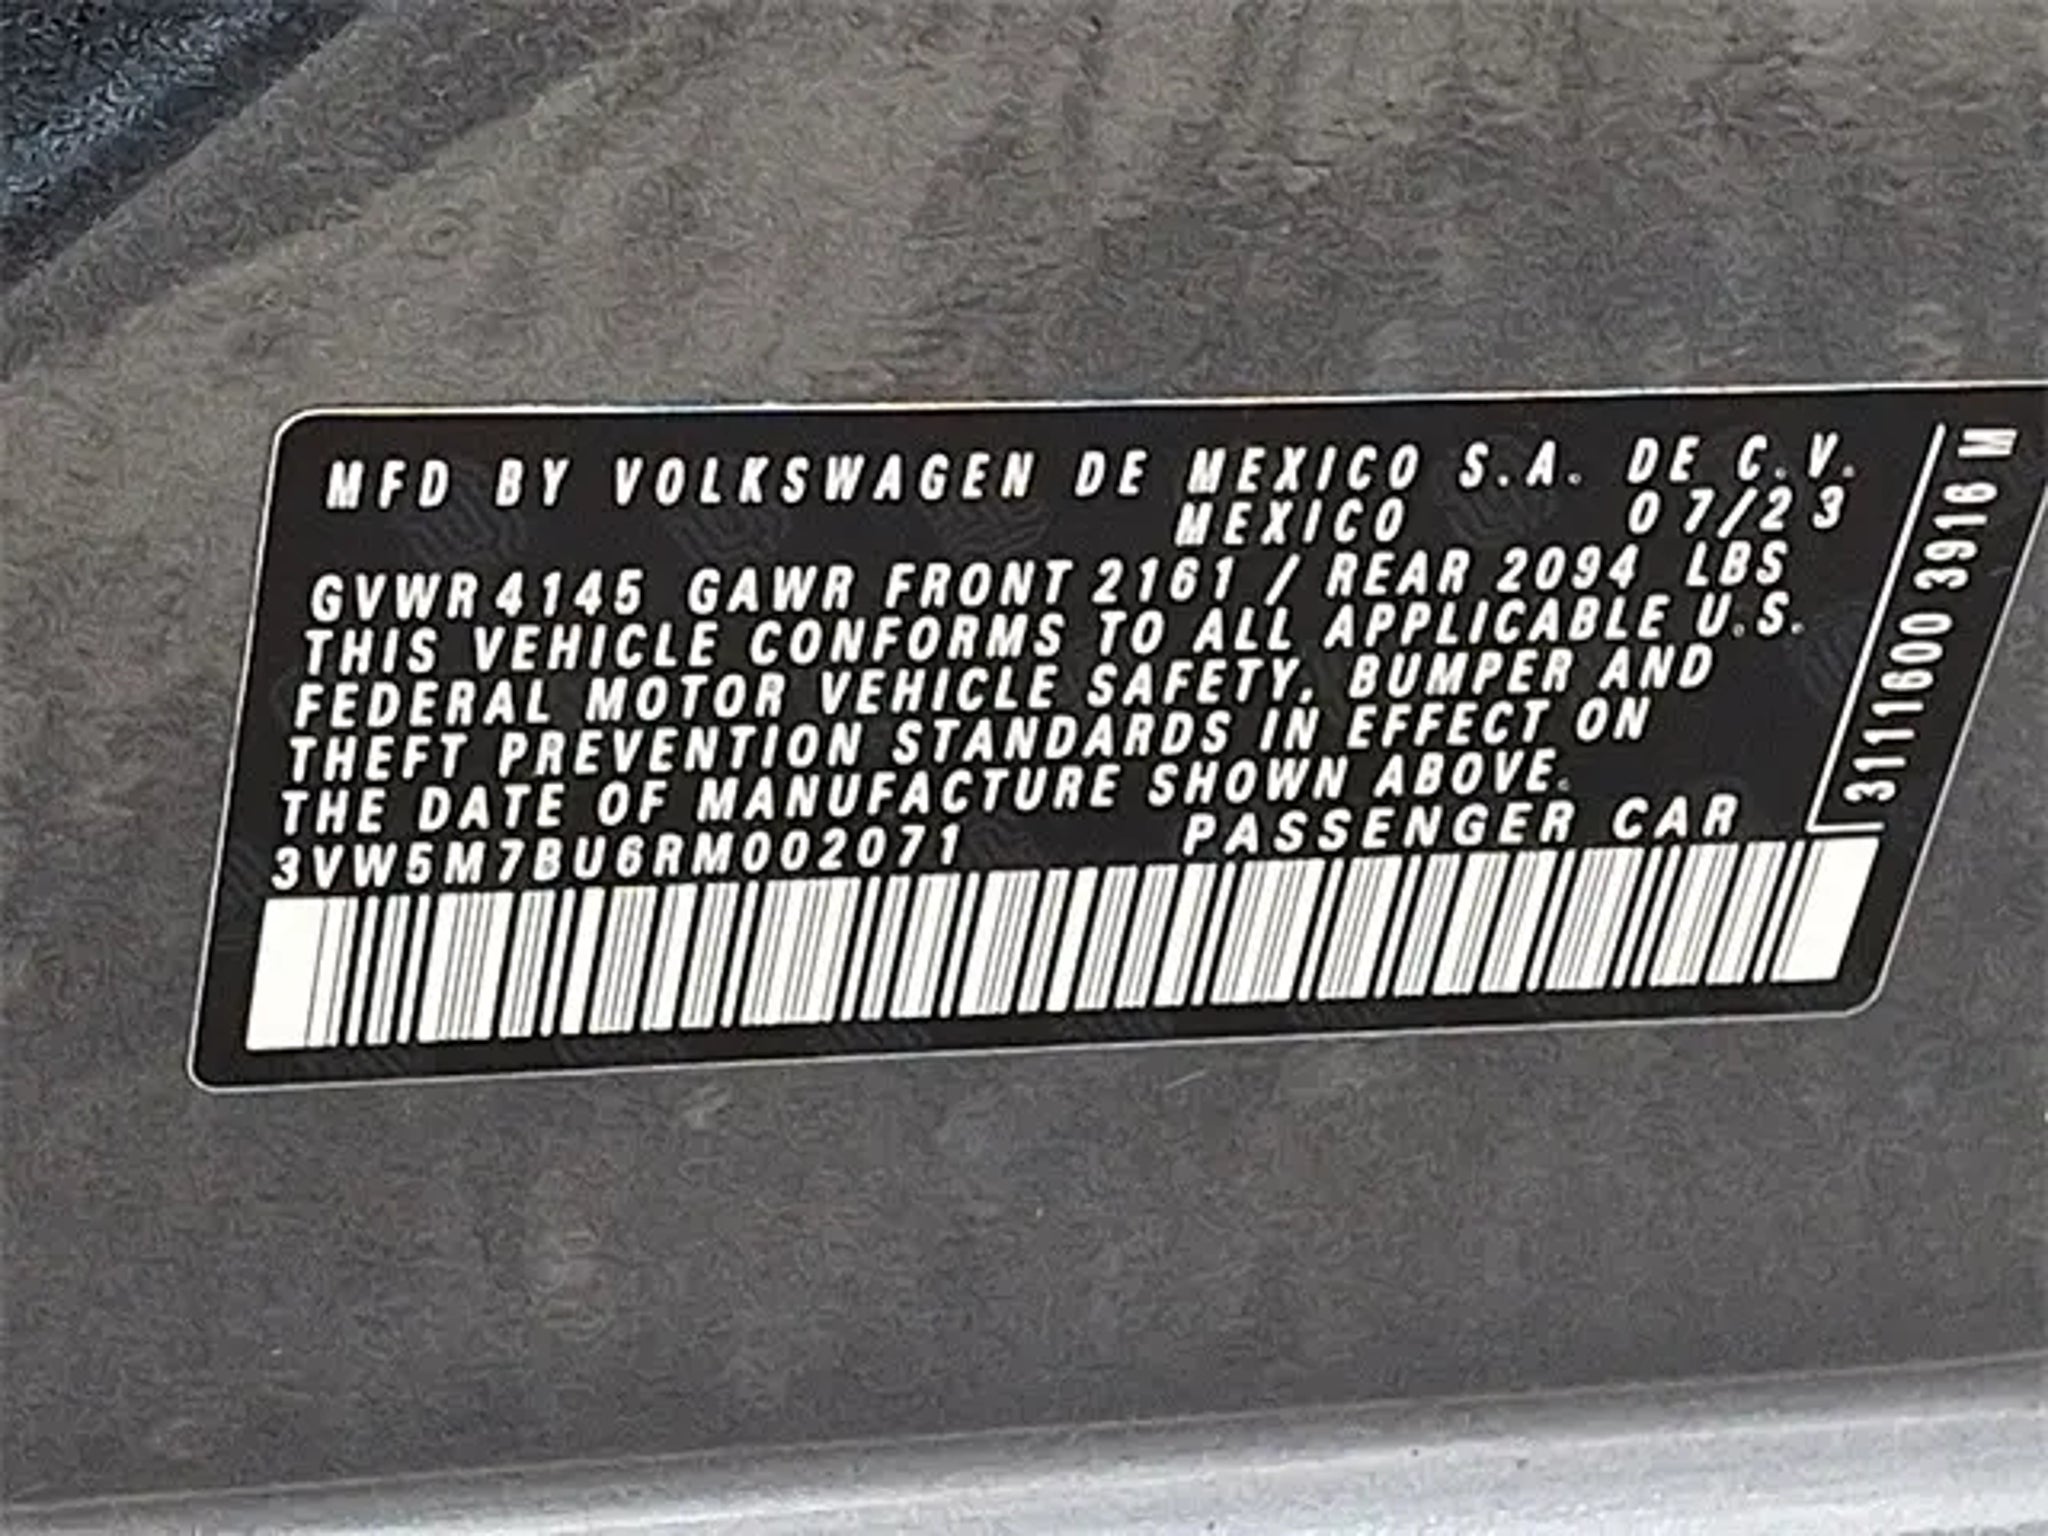 MFD BY VOLKSWAGEN DE MEXICO S.A. DE C.V.
MEXICO 07/23
GVWR 4145 GAWR FRONT 2161 / REAR 2094 LBS
THIS VEHICLE CONFORMS TO ALL APPLICABLE U.S.
FEDERAL MOTOR VEHICLE SAFETY, BUMPER AND
THEFT PREVENTION STANDARDS IN EFFECT ON
THE DATE OF MANUFACTURE SHOWN ABOVE.
3VW5M7BU6RM002071 PASSENGER CAR
3111600 3916 M